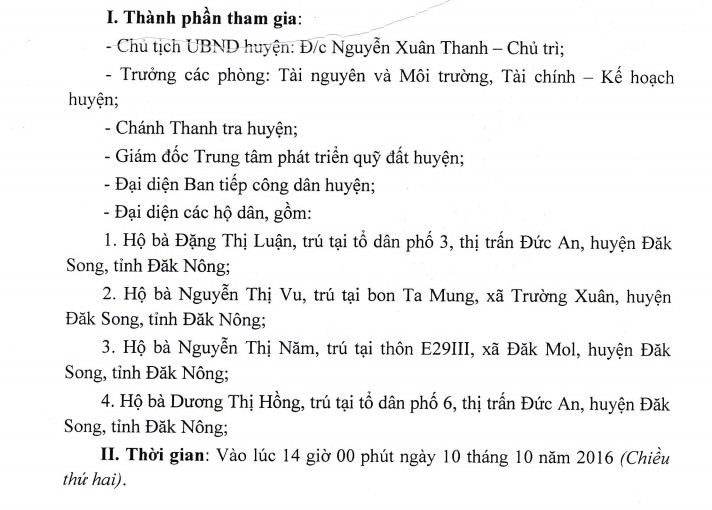 I. Thành phần tham gia:
- Chủ tịch UBND huyện: Đ/c Nguyễn Xuân Thanh – Chủ trì;
- Trưởng các phòng: Tài nguyên và Môi trường, Tài chính – Kế hoạch
huyện;
- Chánh Thanh tra huyện;
- Giám đốc Trung tâm phát triển quỹ đất huyện;
- Đại diện Ban tiếp công dân huyện;
- Đại diện các hộ dân, gồm:
1. Hộ bà Đặng Thị Luận, trú tại tổ dân phố 3, thị trấn Đức An, huyện Đăk
Song, tỉnh Đăk Nông;
2. Hộ bà Nguyễn Thị Vu, trú tại bon Ta Mung, xã Trường Xuân, huyện
Đăk Song, tỉnh Đăk Nông;
3. Hộ bà Nguyễn Thị Năm, trú tại thôn E29III, xã Đăk Mol, huyện Đăk
Song, tỉnh Đăk Nông;
4. Hộ bà Dương Thị Hồng, trú tại tổ dân phố 6, thị trấn Đức An, huyện Đăk
Song, tỉnh Đăk Nông;
II. Thời gian: Vào lúc 14 giờ 00 phút ngày 10 tháng 10 năm 2016 (Chiều
thứ hai).